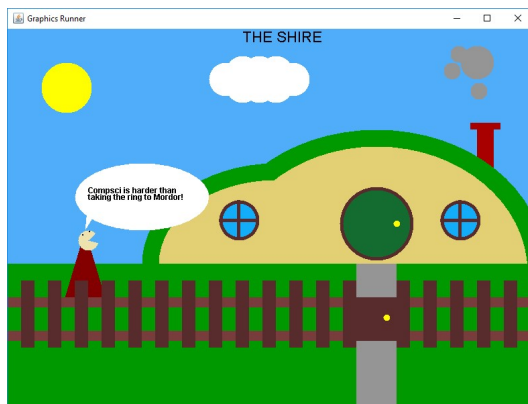 Graphics Runner
THE SHIRE
Compsci is harder than
taking the ring to Mordor!